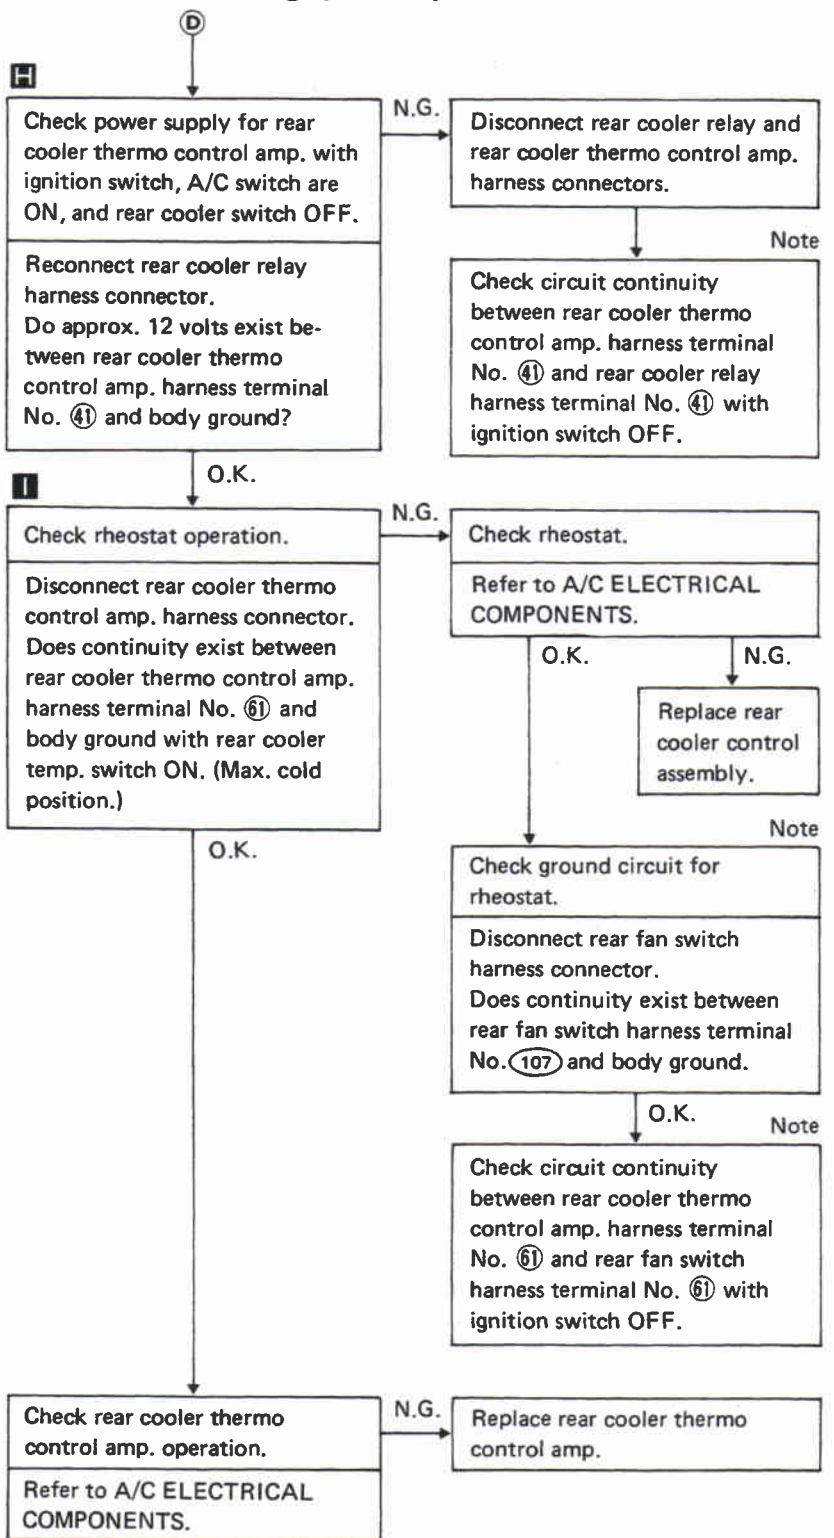 D
H
Check power supply for rear
cooler thermo control amp. with
ignition switch, A/C switch are
ON, and rear cooler switch OFF.
Reconnect rear cooler relay
harness connector.
Do approx. 12 volts exist be-
tween rear cooler thermo
control amp. harness terminal
No. 41 and body ground?
N.G.
Disconnect rear cooler relay and
rear cooler thermo control amp.
harness connectors.
Note
Check circuit continuity
between rear cooler thermo
control amp. harness terminal
No. 41 and rear cooler relay
harness terminal No. 41 with
ignition switch OFF.
O.K.
I
Check rheostat operation.
Disconnect rear cooler thermo
control amp. harness connector.
Does continuity exist between
rear cooler thermo control amp.
harness terminal No. 61 and
body ground with rear cooler
temp. switch ON. (Max. cold
position.)
N.G.
Check rheostat.
Refer to A/C ELECTRICAL
COMPONENTS.
O.K.
N.G.
Replace rear
cooler control
assembly.
Note
Check ground circuit for
rheostat.
Disconnect rear fan switch
harness connector.
Does continuity exist between
rear fan switch harness terminal
No. 107 and body ground.
O.K.
Note
Check circuit continuity
between rear cooler thermo
control amp. harness terminal
No. 61 and rear fan switch
harness terminal No. 61 with
ignition switch OFF.
O.K.
Check rear cooler thermo
control amp. operation.
Refer to A/C ELECTRICAL
COMPONENTS.
N.G.
Replace rear cooler thermo
control amp.